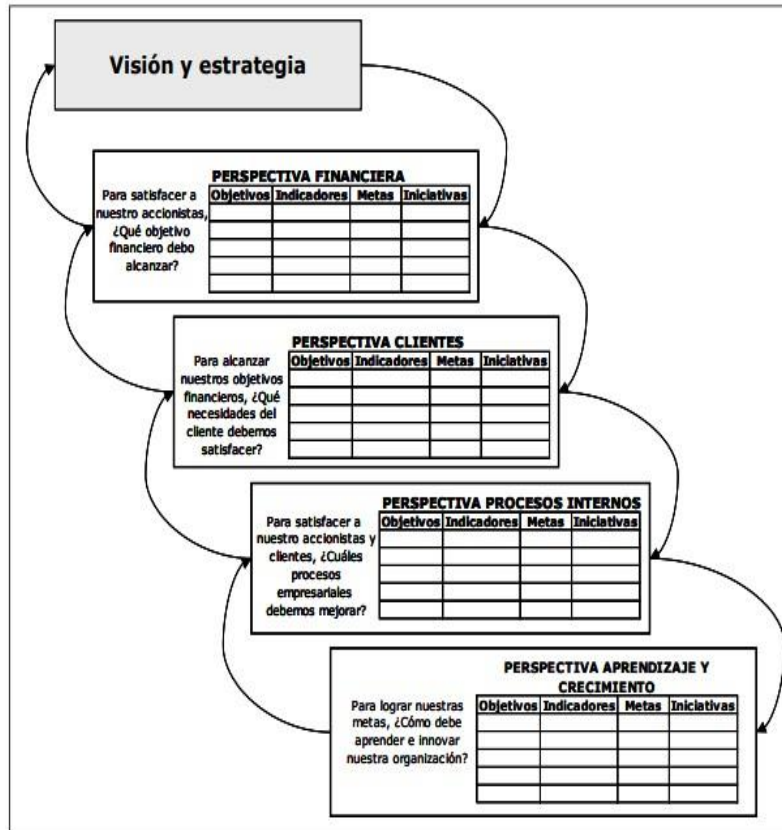 Visión y estrategia
PERSPECTIVA FINANCIERA
Para satisfacer a
nuestro accionistas,
¿Qué objetivo
financiero debo
alcanzar?
Objetivos Indicadores Metas Iniciativas
PERSPECTIVA CLIENTES
Para alcanzar
nuestros objetivos
financieros, ¿Qué
necesidades del
cliente debemos
satisfacer?
Objetivos Indicadores Metas Iniciativas
PERSPECTIVA PROCESOS INTERNOS
Para satisfacer a
nuestro accionistas y
clientes, ¿Cuáles
procesos
empresariales
debemos mejorar?
Objetivos Indicadores Metas Iniciativas
PERSPECTIVA APRENDIZAJE Y
CRECIMIENTO
Para lograr nuestras
metas, ¿Cómo debe
aprender e innovar
nuestra organización?
Objetivos Indicadores Metas Iniciativas